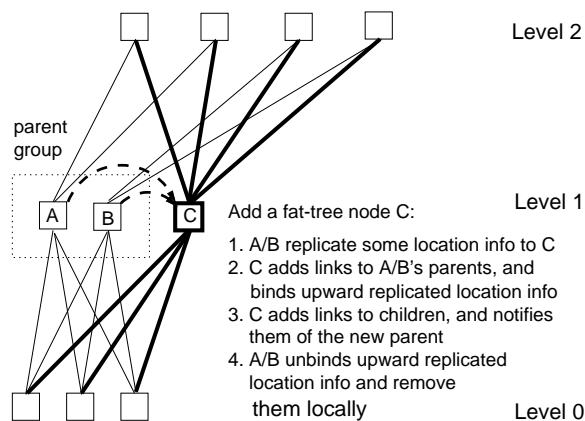 Level 2
parent
group
A
B
C
Level 1
Add a fat-tree node C:
1. A/B replicate some location info to C
2. C adds links to A/B's parents, and
binds upward replicated location info
3. C adds links to children, and notifies
them of the new parent
4. A/B unbinds upward replicated
location info and remove
them locally
Level 0